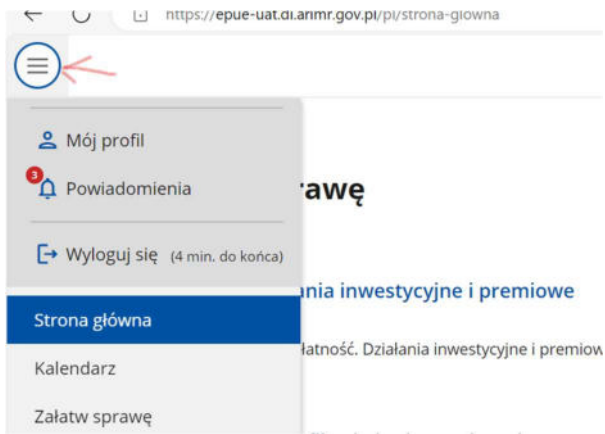 https://epue-uat.di.arimr.gov.pl/pl/strona-glowna
Mój profil
3
Powiadomienia
rawę
Wyloguj się (4 min. do końca)
ania inwestycyjne i premiowe
Strona główna
łatność. Działania inwestycyjne i premiow
Kalendarz
Załatw sprawę